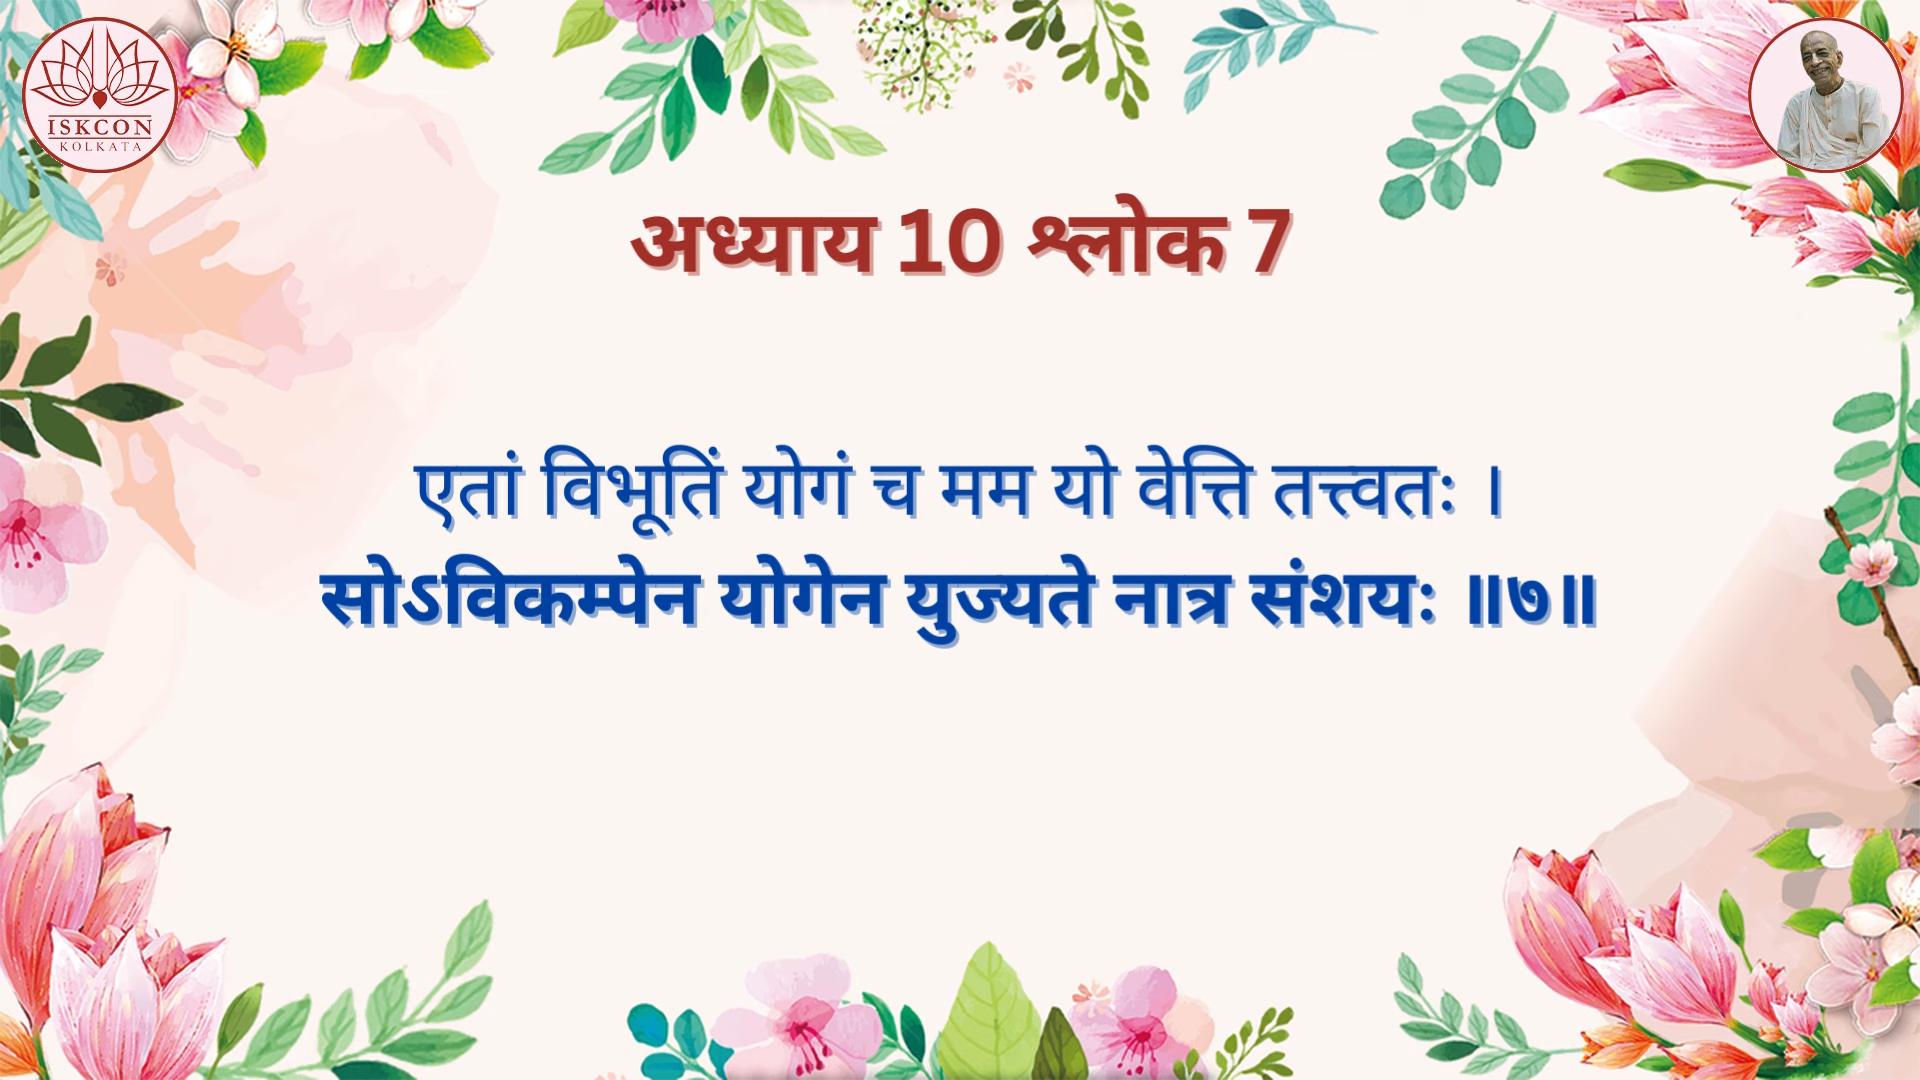 ISKCON
KOLKATA
अध्याय 10 श्लोक 7
एतां विभूतिं योगं च मम यो वेत्ति तत्त्वतः ।
सोऽविकम्पेन योगेन युज्यते नात्र संशयः ॥७॥